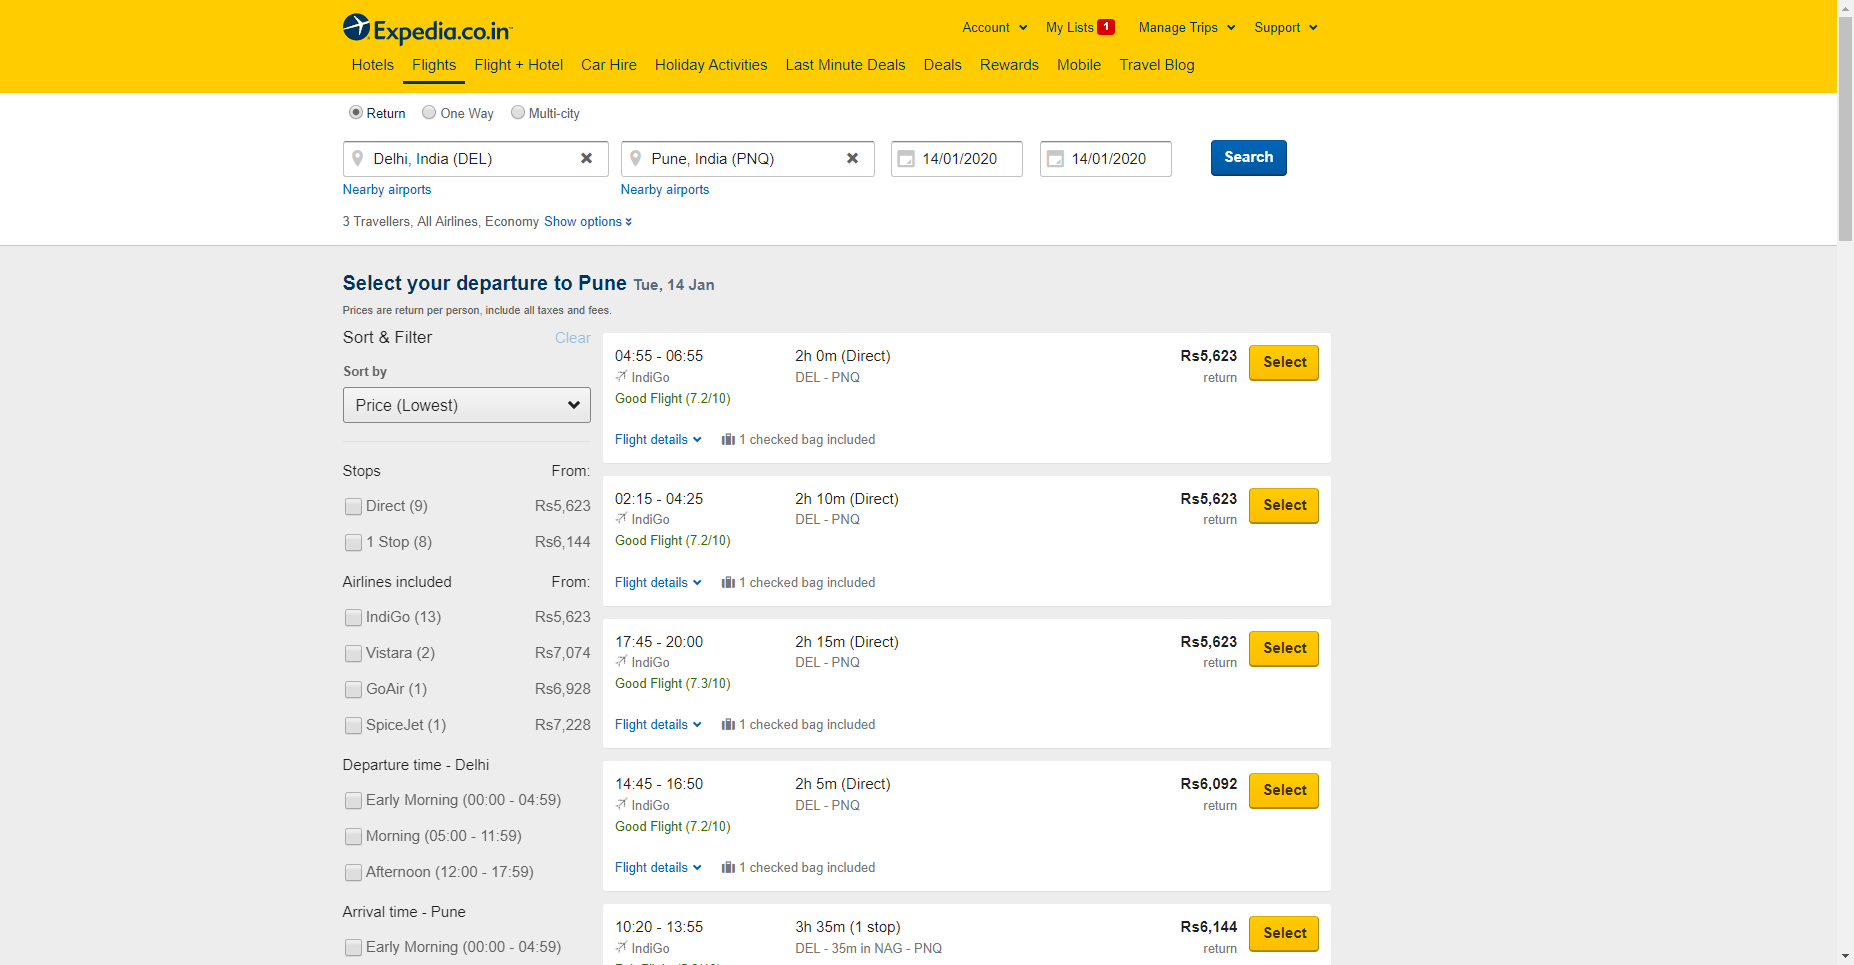 Expedia.co.in
Account
My Lists 1
Manage Trips
Support
Hotels
Flights
Flight + Hotel
Car Hire
Holiday Activities
Last Minute Deals
Deals
Rewards
Mobile
Travel Blog
Return
One Way
Multi-city
Delhi, India (DEL)
Pune, India (PNQ)
14/01/2020
14/01/2020
Search
Nearby airports
Nearby airports
3 Travellers, All Airlines, Economy Show options
Select your departure to Pune Tue, 14 Jan
Prices are return per person, include all taxes and fees.
Sort & Filter
Clear
Sort by
Price (Lowest)
Stops From:
Direct (9) Rs5,623
1 Stop (8) Rs6,144
Airlines included From:
IndiGo (13) Rs5,623
Vistara (2) Rs7,074
GoAir (1) Rs6,928
SpiceJet (1) Rs7,228
Departure time - Delhi
Early Morning (00:00 - 04:59)
Morning (05:00 - 11:59)
Afternoon (12:00 - 17:59)
Arrival time - Pune
Early Morning (00:00 - 04:59)
04:55 - 06:55 2h 0m (Direct) Rs5,623 Select
IndiGo DEL - PNQ return
Good Flight (7.2/10)
Flight details 1 checked bag included
02:15 - 04:25 2h 10m (Direct) Rs5,623 Select
IndiGo DEL - PNQ return
Good Flight (7.2/10)
Flight details 1 checked bag included
17:45 - 20:00 2h 15m (Direct) Rs5,623 Select
IndiGo DEL - PNQ return
Good Flight (7.3/10)
Flight details 1 checked bag included
14:45 - 16:50 2h 5m (Direct) Rs6,092 Select
IndiGo DEL - PNQ return
Good Flight (7.2/10)
Flight details 1 checked bag included
10:20 - 13:55 3h 35m (1 stop) Rs6,144 Select
IndiGo DEL - 35m in NAG - PNQ return